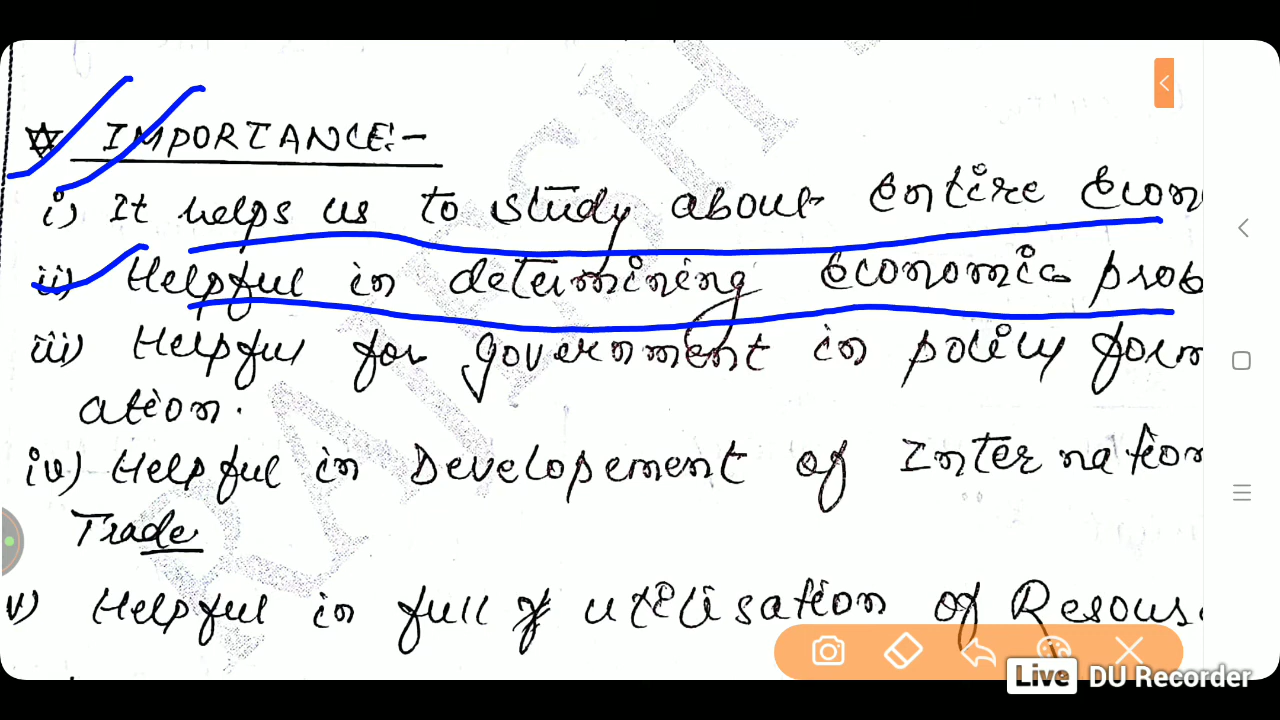 IMPORTANCE:-
i) It helps us to study about entire Econ
ii) Helpful in determining economic prob
iii) Helpful for government in policy form
ation.
iv) Helpful in Developement of Internation
Trade
v) Helpful in full utilisation of Resour
Live DU Recorder